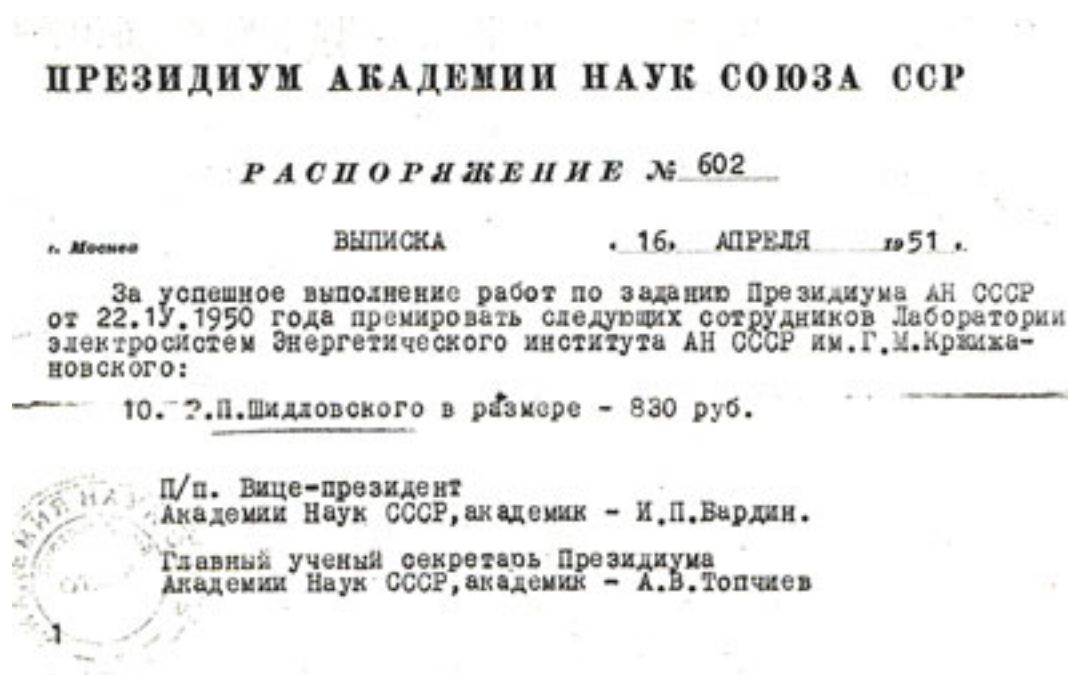 ПРЕЗИДИУМ АКАДЕМИИ НАУК СОЮЗА ССР
РАСПОРЯЖЕНИЕ № 602
г. Москва ВЫПИСКА „ 16 „ АПРЕЛЯ 1951 г.
За успешное выполнение работ по заданию Президиума АН СССР
от 22.1У.1950 года премировать следующих сотрудников Лаборатории
электросистем Энергетического института АН СССР им.Г.М.Кржижа-
новского:
10. .П.Шидловского в размере - 830 руб.
П/п. Вице-президент
Академии Наук СССР,академик - И.П.Бардин.
Главный ученый секретарь Президиума
Академии Наук СССР,академик - А.В.Топчиев
1